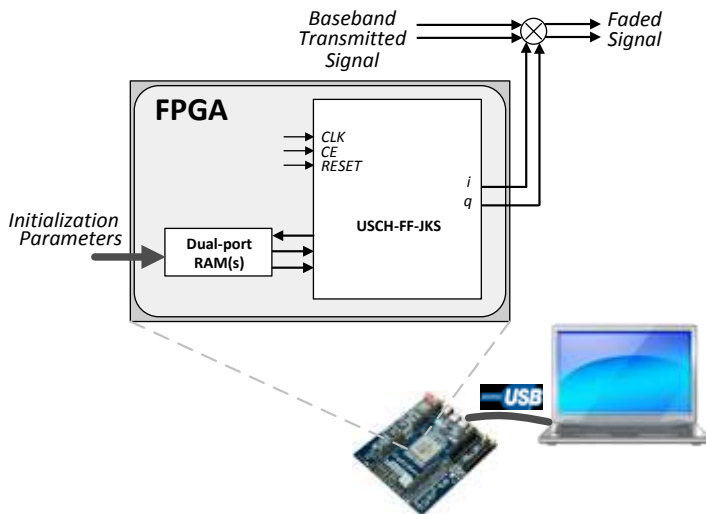 Baseband
Transmitted
Signal
Faded
Signal
FPGA
CLK
CE
RESET
i
q
USCH-FF-JKS
Initialization
Parameters
Dual-port
RAM(s)
USB